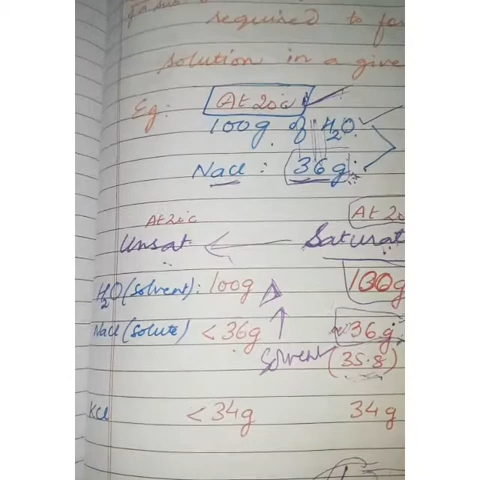 required to fo
solution in a give
Eg: At 20°C
100g of H₂O
NaCl : 36g
At 20°C At 20
Unsat ← Saturat
H₂O (solvent): 100g 100g
NaCl (solute) < 36g 36g
Solvent (35.8)
KCl < 34g 34g